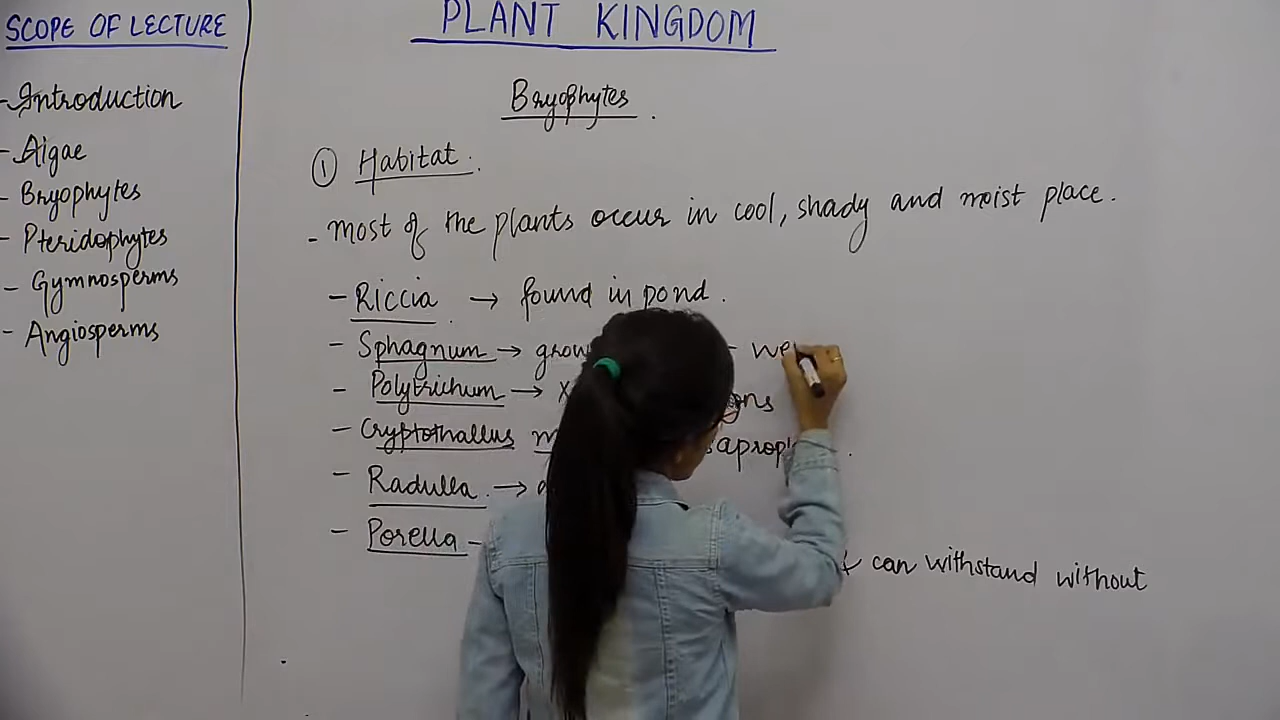 SCOPE OF LECTURE
- Introduction
- Algae
- Bryophytes
- Pteridophytes
- Gymnosperms
- Angiosperms
PLANT KINGDOM
Bryophytes.
① Habitat.
- most of the plants occur in cool, shady and moist place.
- Riccia → found in pond.
- Sphagnum →
- Polytrichum →
- Cryptothallus
- Radulla. →
- Porella -
can withstand without